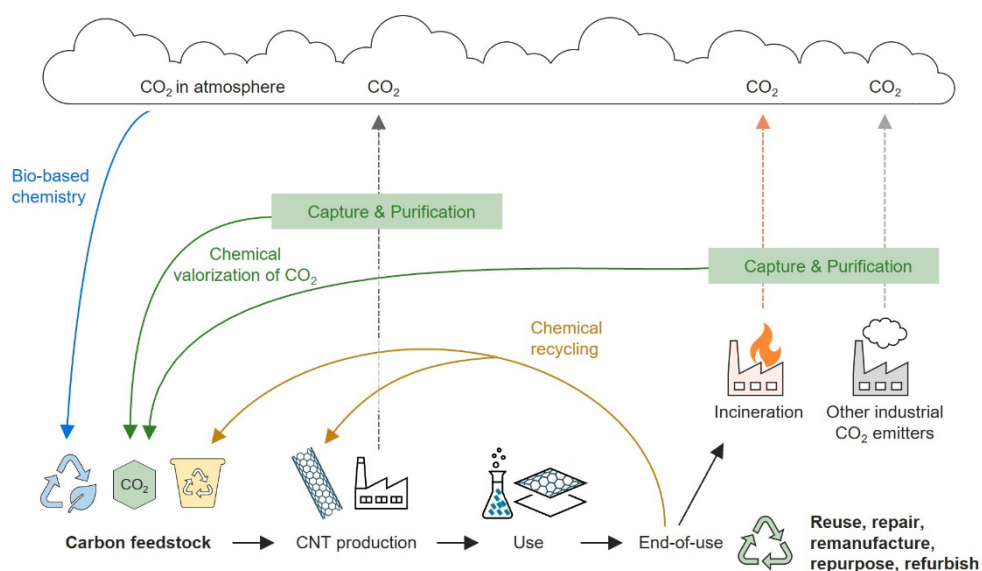 CO₂ in atmosphere
CO₂
CO₂
CO₂
Bio-based
chemistry
Capture & Purification
Chemical
valorization of CO₂
Capture & Purification
Chemical
recycling
Incineration
Other industrial
CO₂ emitters
CO₂
Carbon feedstock
CNT production
Use
End-of-use
Reuse, repair,
remanufacture,
repurpose, refurbish